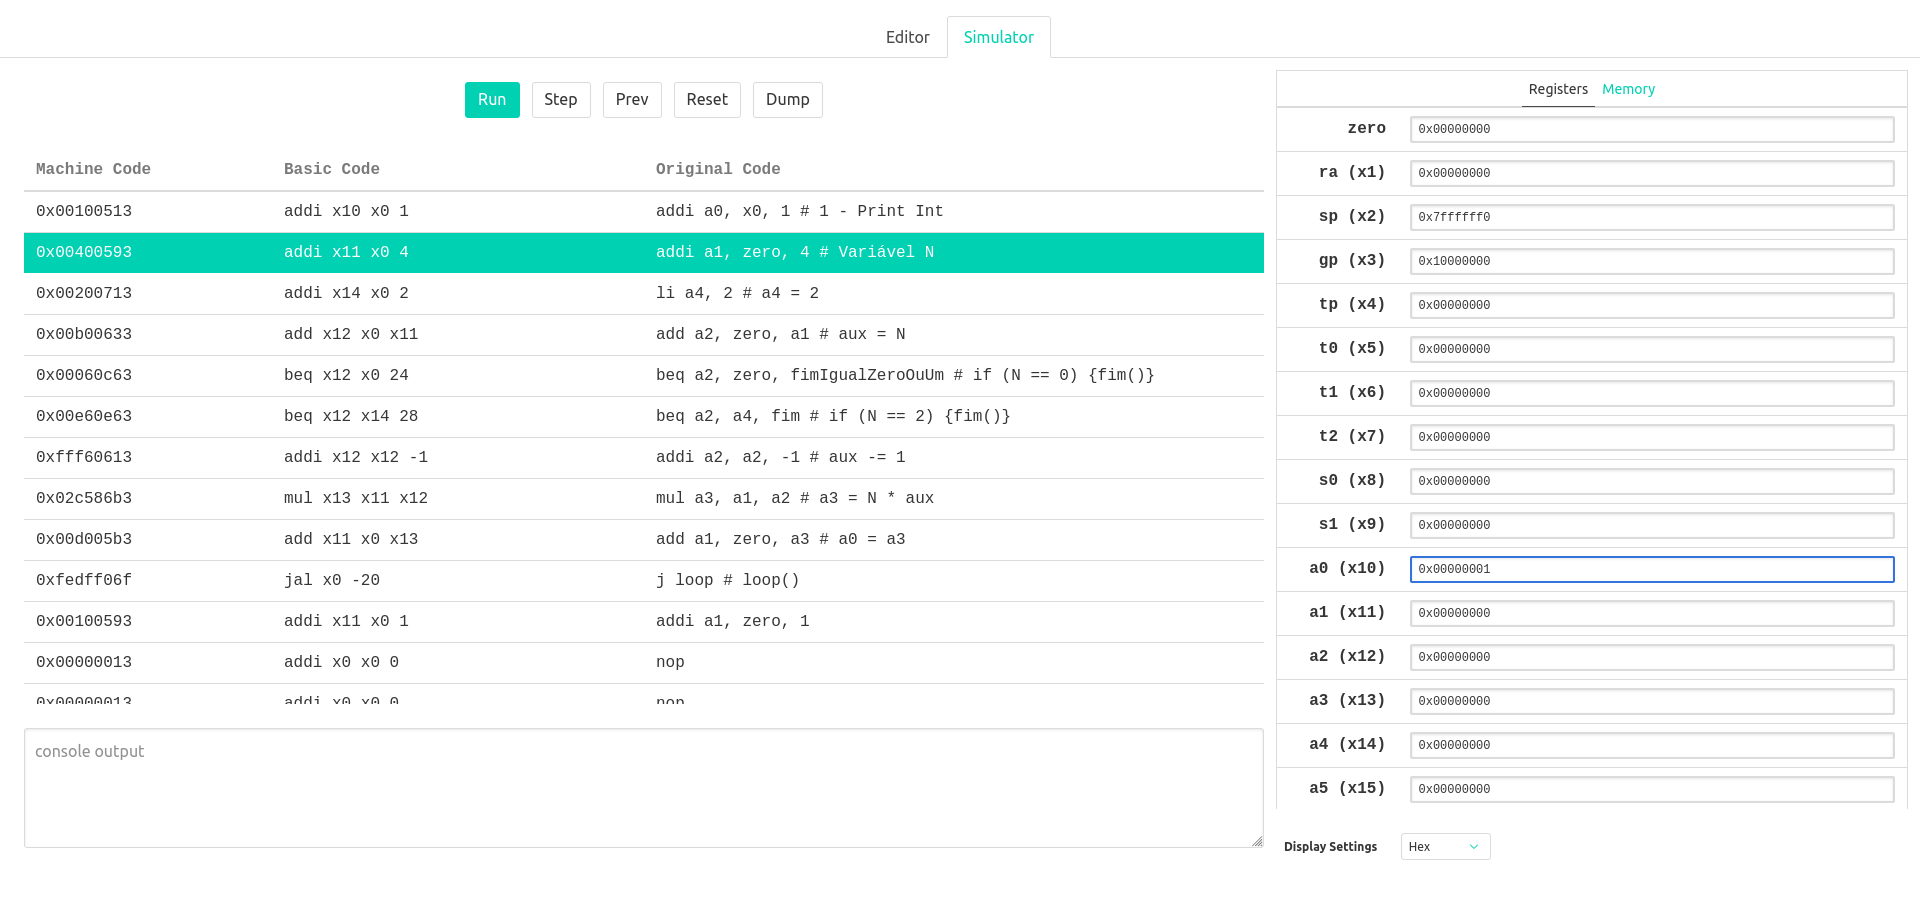 Editor Simulator
Run Step Prev Reset Dump
Machine Code Basic Code Original Code
0x00100513 addi x10 x0 1 addi a0, x0, 1 # 1 - Print Int
0x00400593 addi x11 x0 4 addi a1, zero, 4 # Variável N
0x00200713 addi x14 x0 2 li a4, 2 # a4 = 2
0x00b00633 add x12 x0 x11 add a2, zero, a1 # aux = N
0x00060c63 beq x12 x0 24 beq a2, zero, fimIgualZeroOuUm # if (N == 0) {fim()}
0x00e60e63 beq x12 x14 28 beq a2, a4, fim # if (N == 2) {fim()}
0xfff60613 addi x12 x12 -1 addi a2, a2, -1 # aux -= 1
0x02c586b3 mul x13 x11 x12 mul a3, a1, a2 # a3 = N * aux
0x00d005b3 add x11 x0 x13 add a1, zero, a3 # a0 = a3
0xfedff06f jal x0 -20 j loop # loop()
0x00100593 addi x11 x0 1 addi a1, zero, 1
0x00000013 addi x0 x0 0 nop
0x00000013 addi x0 x0 0 nop
console output
Registers Memory
zero 0x00000000
ra (x1) 0x00000000
sp (x2) 0x7ffffff0
gp (x3) 0x10000000
tp (x4) 0x00000000
t0 (x5) 0x00000000
t1 (x6) 0x00000000
t2 (x7) 0x00000000
s0 (x8) 0x00000000
s1 (x9) 0x00000000
a0 (x10) 0x00000001
a1 (x11) 0x00000000
a2 (x12) 0x00000000
a3 (x13) 0x00000000
a4 (x14) 0x00000000
a5 (x15) 0x00000000
Display Settings Hex